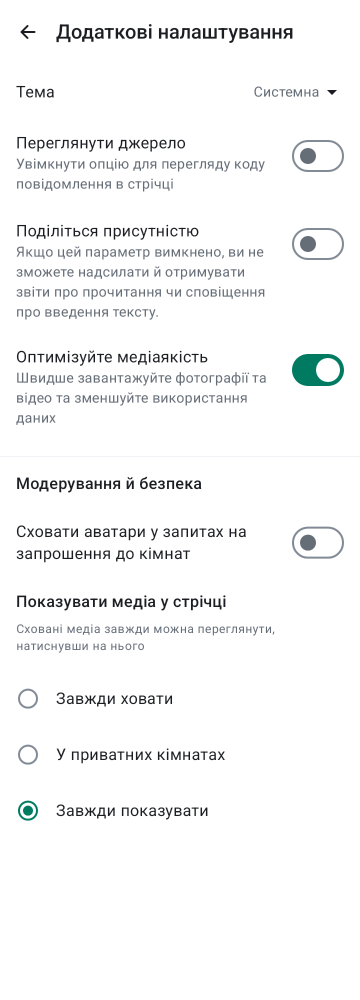 Додаткові налаштування
Тема
Системна
Переглянути джерело
Увімкнути опцію для перегляду коду
повідомлення в стрічці
Поділіться присутністю
Якщо цей параметр вимкнено, ви не
зможете надсилати й отримувати
звіти про прочитання чи сповіщення
про введення тексту.
Оптимізуйте медіаякість
Швидше завантажуйте фотографії та
відео та зменшуйте використання
даних
Модерування й безпека
Сховати аватари у запитах на
запрошення до кімнат
Показувати медіа у стрічці
Сховані медіа завжди можна переглянути,
натиснувши на нього
Завжди ховати
У приватних кімнатах
Завжди показувати